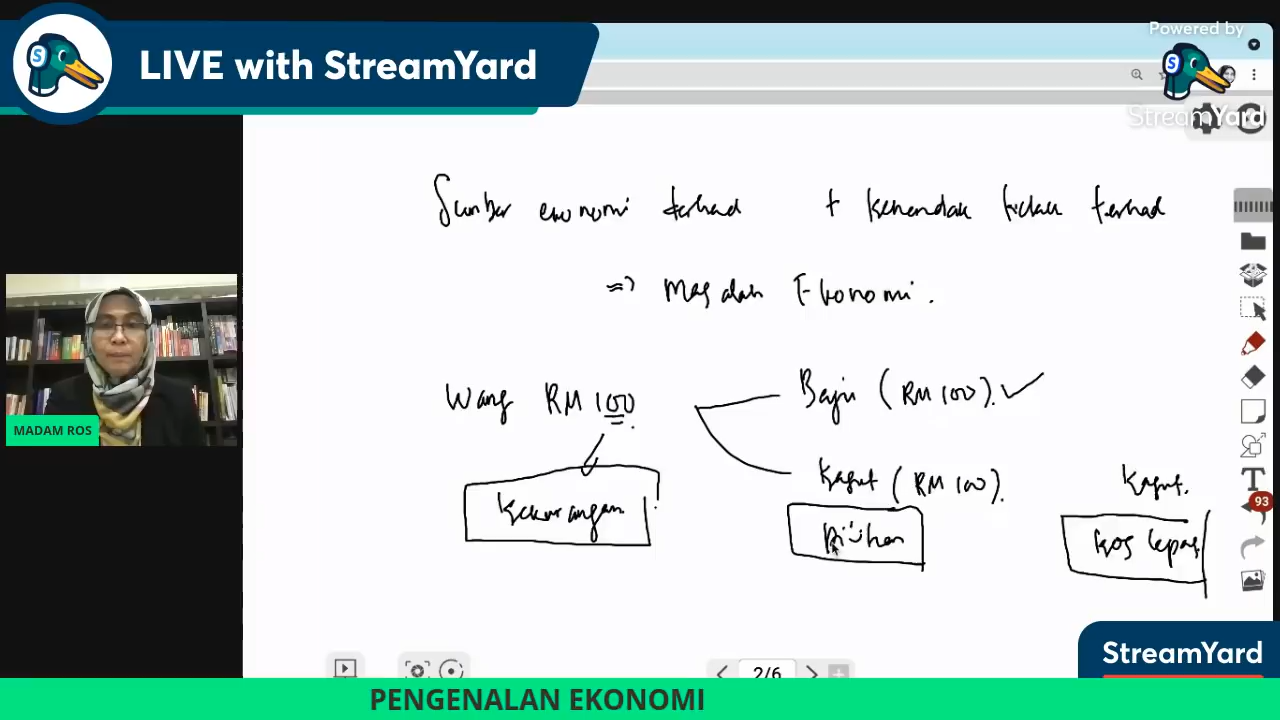 LIVE with StreamYard
Powered by
StreamYard
Sumber ekonomi terhad + kehendak tidak terhad
=> Masalah Ekonomi.
Wang RM 100. Baju (RM 100). ✓
Kasut (RM 100). Kasut.
Kekurangan Pilihan Kos lepas
MADAM ROS
T
93
2/6
StreamYard
PENGENALAN EKONOMI